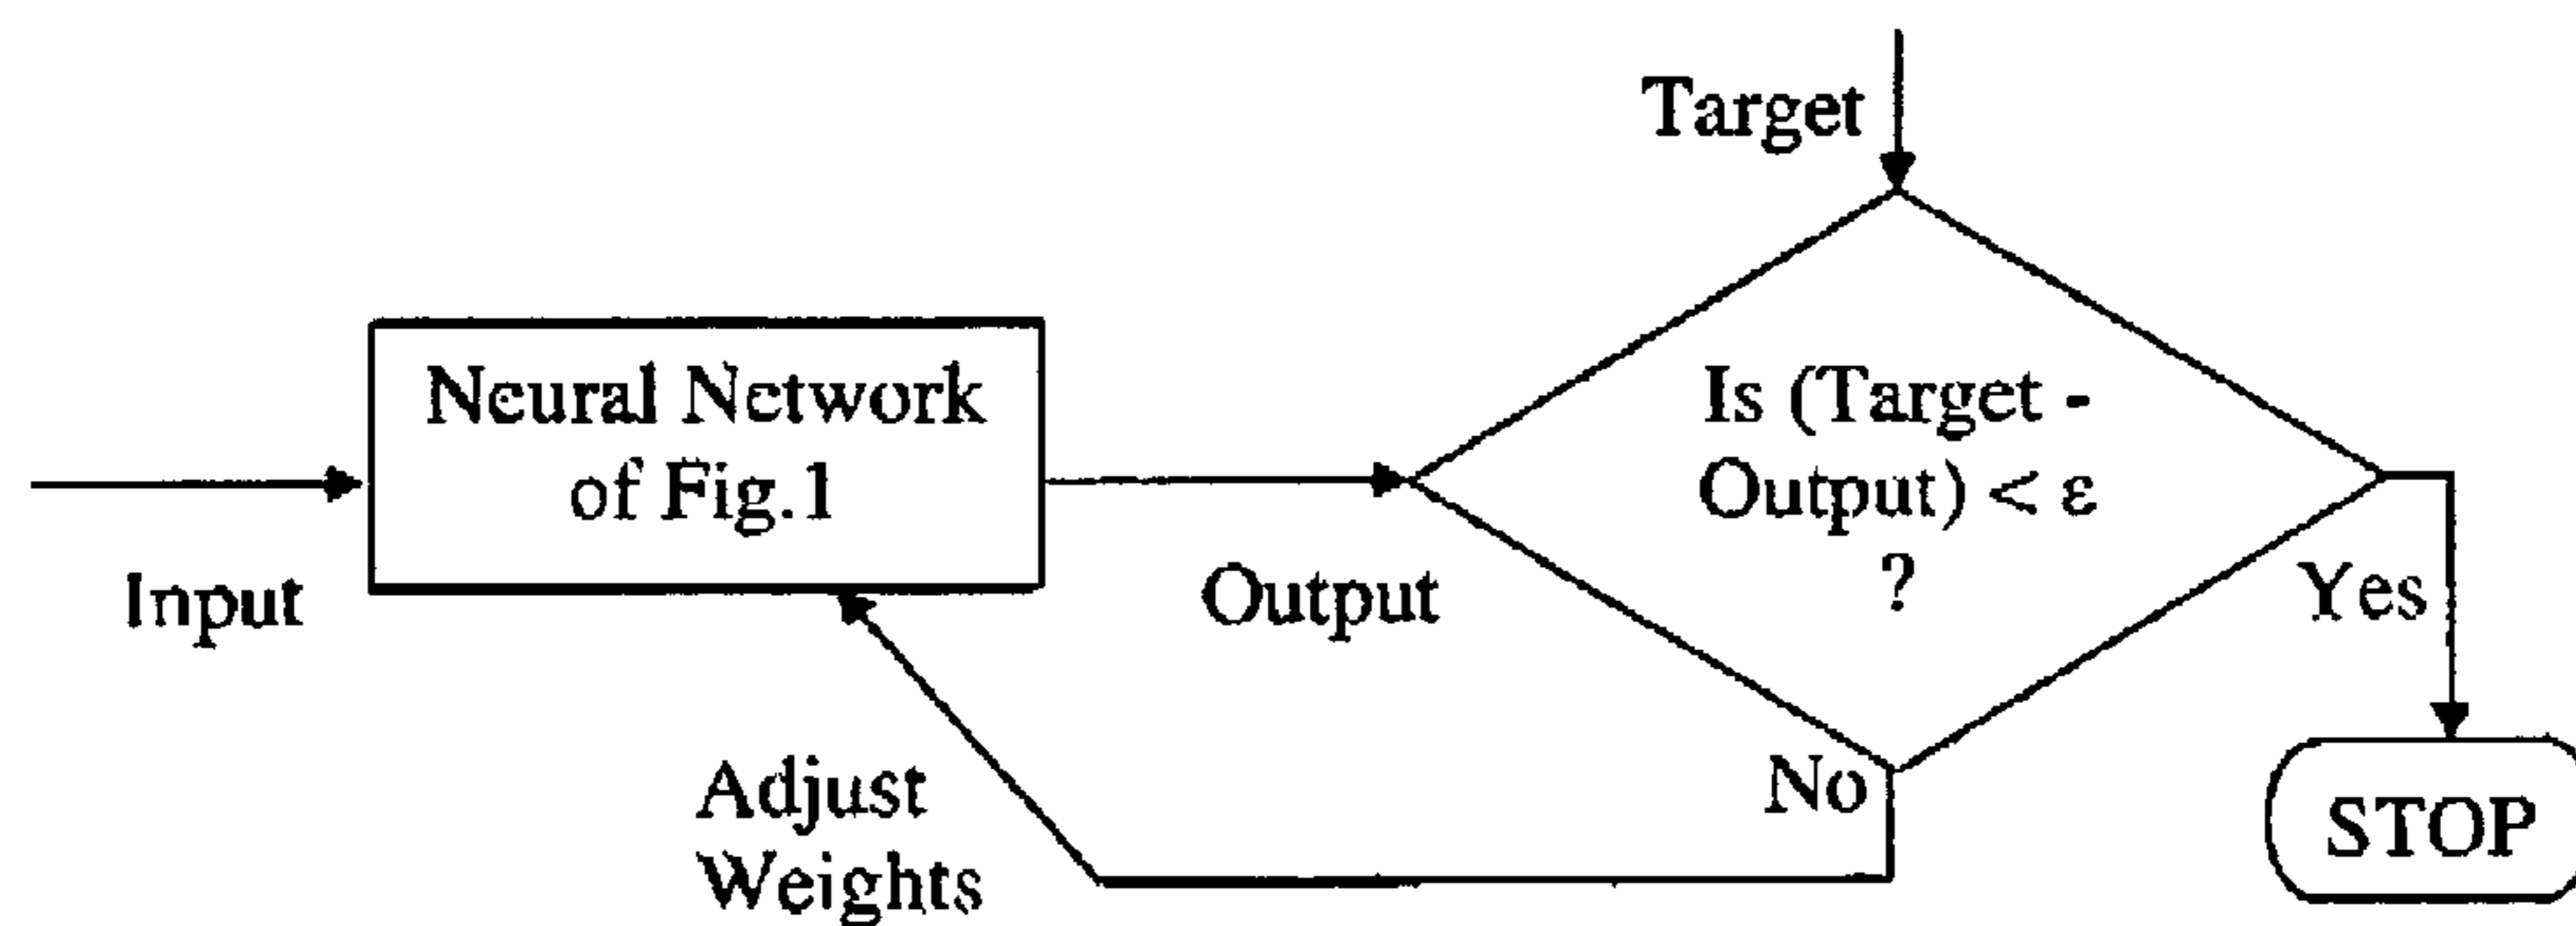 Target
Neural Network
of Fig.1
Is (Target -
Output) < ε
?
Input
Output
Yes
No
Adjust
Weights
STOP